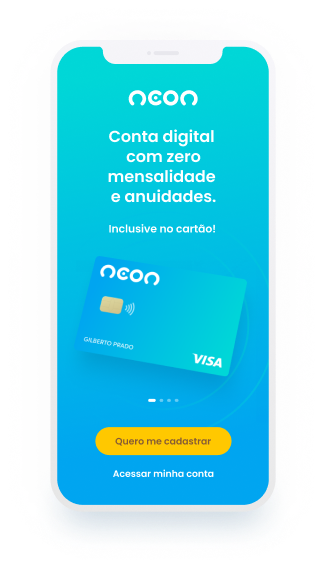 neon
Conta digital
com zero
mensalidade
e anuidades.
Inclusive no cartão!
neon
GILBERTO PRADO
VISA
Quero me cadastrar
Acessar minha conta